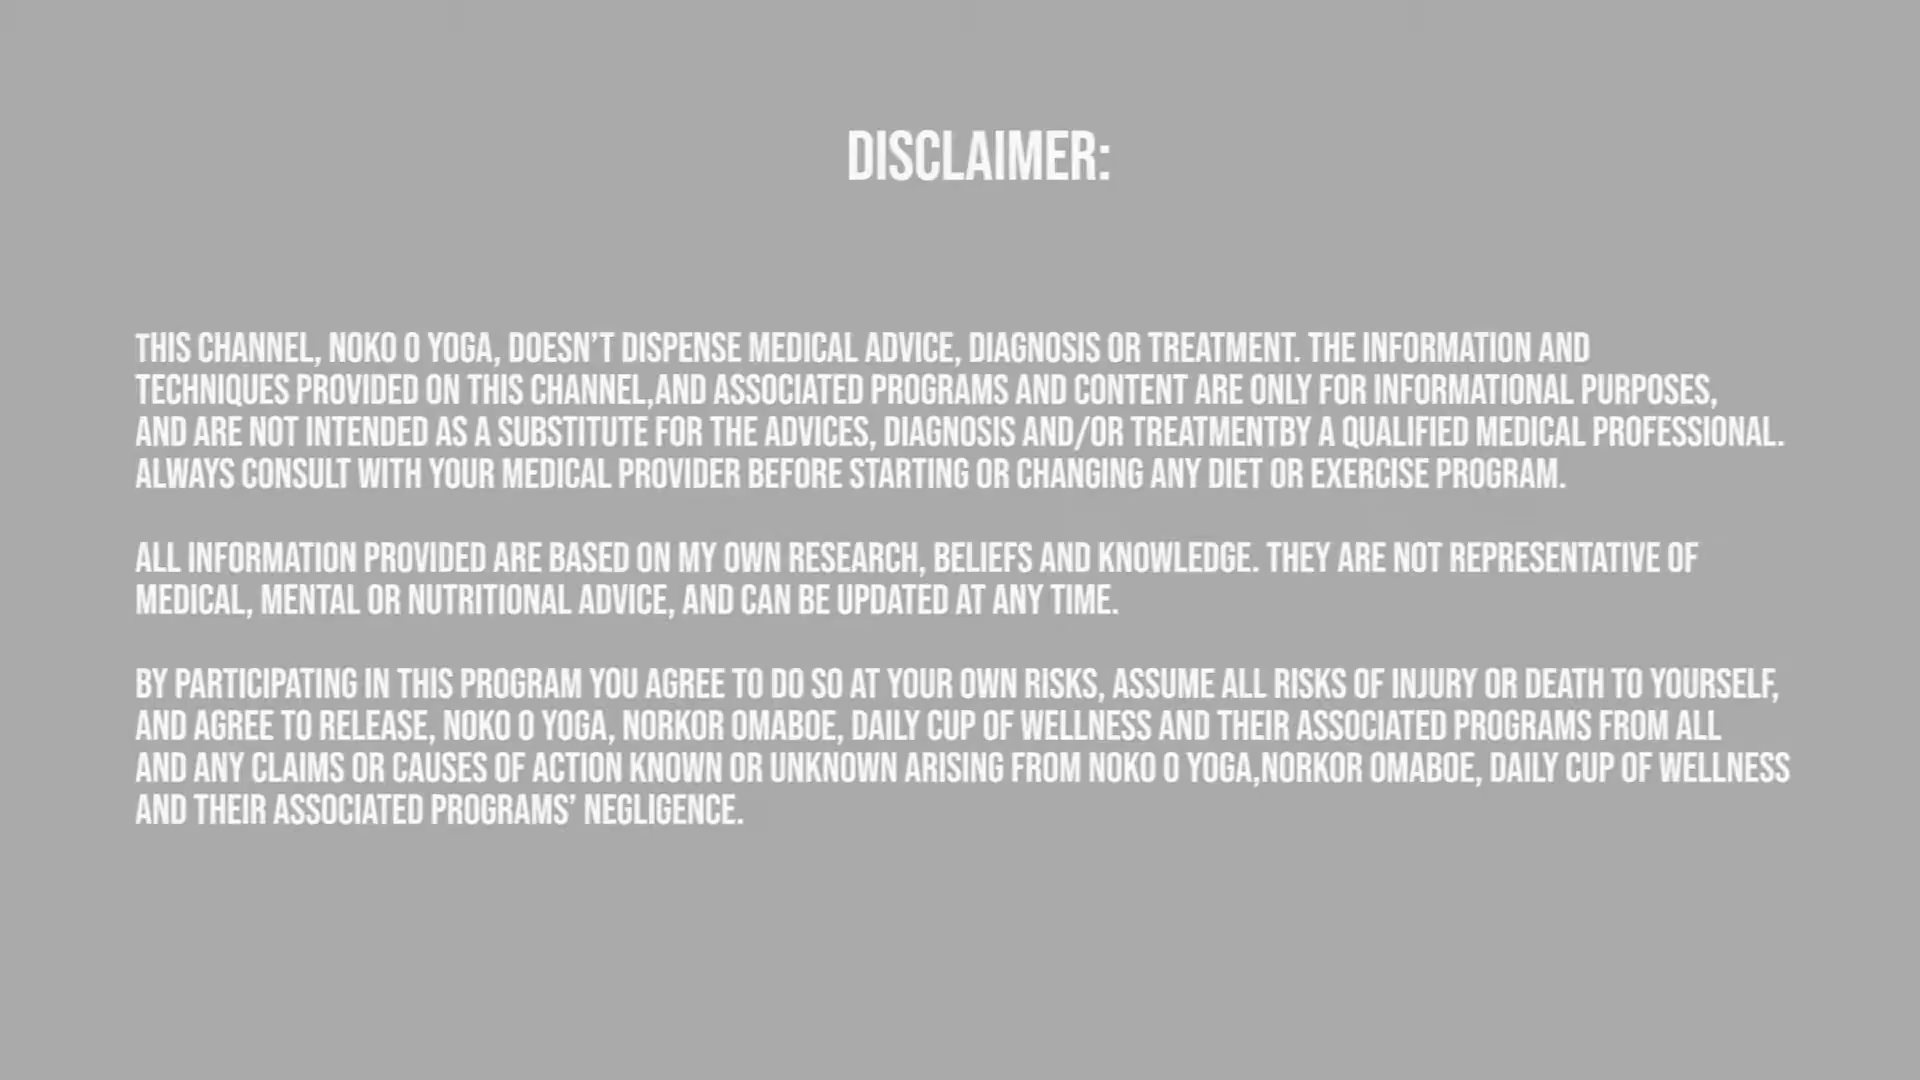 DISCLAIMER:
THIS CHANNEL, NOKO O YOGA, DOESN’T DISPENSE MEDICAL ADVICE, DIAGNOSIS OR TREATMENT. THE INFORMATION AND
TECHNIQUES PROVIDED ON THIS CHANNEL,AND ASSOCIATED PROGRAMS AND CONTENT ARE ONLY FOR INFORMATIONAL PURPOSES,
AND ARE NOT INTENDED AS A SUBSTITUTE FOR THE ADVICES, DIAGNOSIS AND/OR TREATMENTBY A QUALIFIED MEDICAL PROFESSIONAL.
ALWAYS CONSULT WITH YOUR MEDICAL PROVIDER BEFORE STARTING OR CHANGING ANY DIET OR EXERCISE PROGRAM.
ALL INFORMATION PROVIDED ARE BASED ON MY OWN RESEARCH, BELIEFS AND KNOWLEDGE. THEY ARE NOT REPRESENTATIVE OF
MEDICAL, MENTAL OR NUTRITIONAL ADVICE, AND CAN BE UPDATED AT ANY TIME.
BY PARTICIPATING IN THIS PROGRAM YOU AGREE TO DO SO AT YOUR OWN RISKS, ASSUME ALL RISKS OF INJURY OR DEATH TO YOURSELF,
AND AGREE TO RELEASE, NOKO O YOGA, NORKOR OMABOE, DAILY CUP OF WELLNESS AND THEIR ASSOCIATED PROGRAMS FROM ALL
AND ANY CLAIMS OR CAUSES OF ACTION KNOWN OR UNKNOWN ARISING FROM NOKO O YOGA,NORKOR OMABOE, DAILY CUP OF WELLNESS
AND THEIR ASSOCIATED PROGRAMS’ NEGLIGENCE.